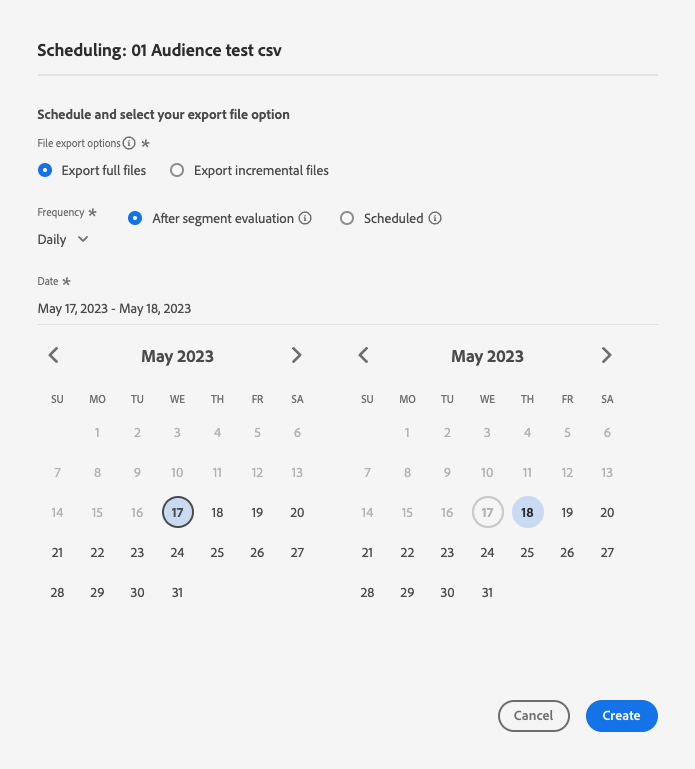 Scheduling: 01 Audience test csv
Schedule and select your export file option
File export options *
Export full files Export incremental files
Frequency * After segment evaluation Scheduled
Daily
Date *
May 17, 2023 - May 18, 2023
May 2023 May 2023
SU MO TU WE TH FR SA SU MO TU WE TH FR SA
1 2 3 4 5 6 1 2 3 4 5 6
7 8 9 10 11 12 13 7 8 9 10 11 12 13
14 15 16 17 18 19 20 14 15 16 17 18 19 20
21 22 23 24 25 26 27 21 22 23 24 25 26 27
28 29 30 31 28 29 30 31
Cancel Create